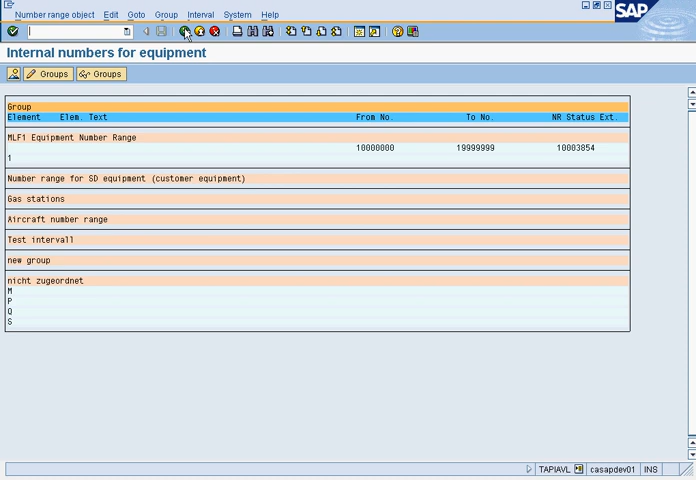 Number range object Edit Goto Group Interval System Help
SAP
Internal numbers for equipment
Groups Groups
Group
Element Elem. Text From No. To No. NR Status Ext.
MLF1 Equipment Number Range
10000000 19999999 10003854
1
Number range for SD equipment (customer equipment)
Gas stations
Aircraft number range
Test intervall
new group
nicht zugeordnet
M
P
Q
S
TAPIAVL casapdev01 INS